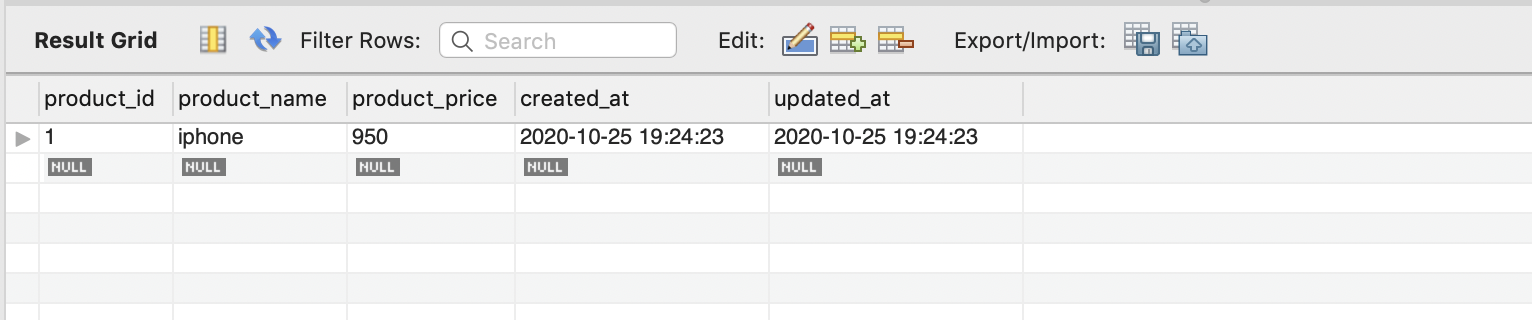 Result Grid Filter Rows: Search Edit: Export/Import:
product_id product_name product_price created_at updated_at
1 iphone 950 2020-10-25 19:24:23 2020-10-25 19:24:23
NULL NULL NULL NULL NULL